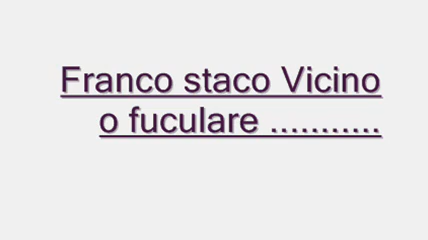 Franco staco Vicino
o fuculare ...........